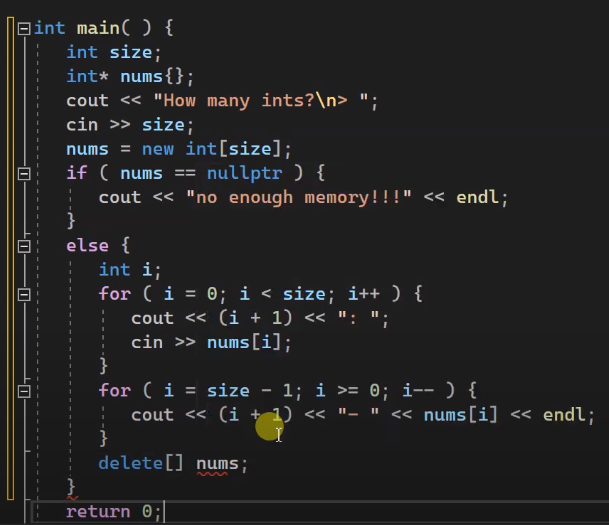 int main( ) {
int size;
int* nums{};
cout << "How many ints?\n> ";
cin >> size;
nums = new int[size];
if ( nums == nullptr ) {
cout << "no enough memory!!!" << endl;
}
else {
int i;
for ( i = 0; i < size; i++ ) {
cout << (i + 1) << ": ";
cin >> nums[i];
}
for ( i = size - 1; i >= 0; i-- ) {
cout << (i + 1) << "- " << nums[i] << endl;
}
delete[] nums;
}
return 0;